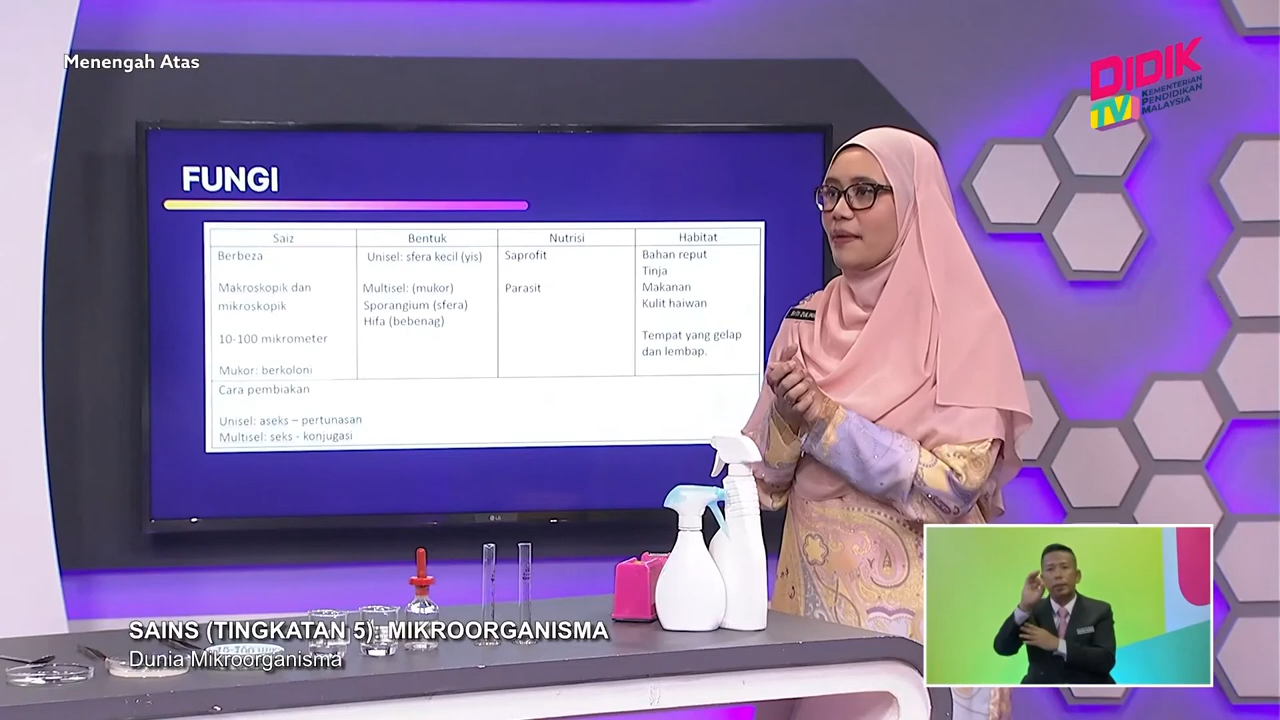 Menengah Atas
DIDIK
TV
KEMENTERIAN
PENDIDIKAN
MALAYSIA
FUNGI
Saiz
Bentuk
Nutrisi
Habitat
Berbeza
Makroskopik dan
mikroskopik
10-100 mikrometer
Mukor: berkoloni
Unisel: sfera kecil (yis)
Multisel: (mukor)
Sporangium (sfera)
Hifa (bebenag)
Saprofit
Parasit
Bahan reput
Tinja
Makanan
Kulit haiwan
Tempat yang gelap
dan lembap.
Cara pembiakan
Unisel: aseks – pertunasan
Multisel: seks - konjugasi
LG
SAINS (TINGKATAN 5): MIKROORGANISMA
Dunia Mikroorganisma